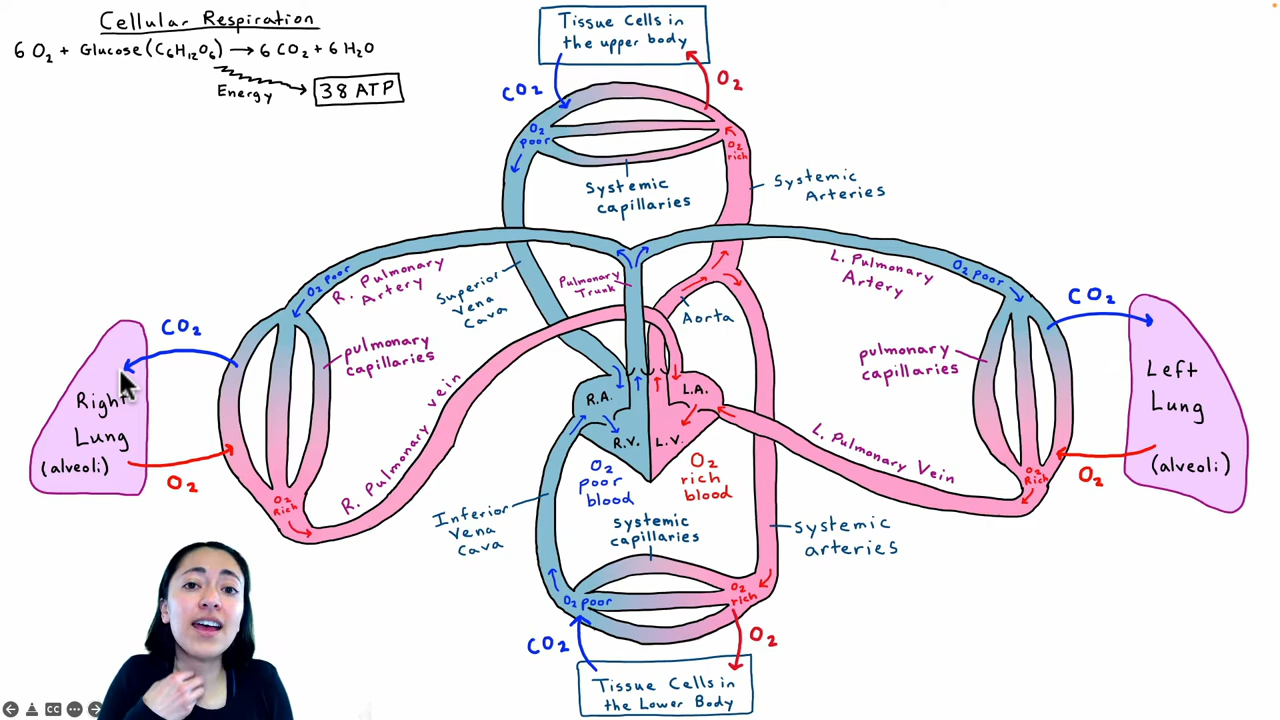 Cellular Respiration
6 O₂ + Glucose (C₆H₁₂O₆) → 6 CO₂ + 6 H₂O
Energy
38 ATP
Tissue Cells in
the upper body
CO₂
O₂
O₂
poor
O₂
rich
Systemic
capillaries
Systemic
Arteries
O₂ Poor
R. Pulmonary
Artery
Superior
Vena
Cava
Pulmonary
Trunk
Aorta
L. Pulmonary
Artery
O₂ poor
CO₂
CO₂
pulmonary
capillaries
pulmonary
capillaries
Right
Lung
(alveoli)
O₂
Left
Lung
(alveoli)
O₂
R.A.
L.A.
R.V.
L.V.
O₂
poor
blood
O₂
rich
blood
R. Pulmonary vein
L. Pulmonary Vein
O₂
Rich
O₂
Rich
Inferior
Vena
Cava
systemic
capillaries
systemic
arteries
O₂ poor
O₂
rich
CO₂
O₂
Tissue Cells in
the Lower Body
CC